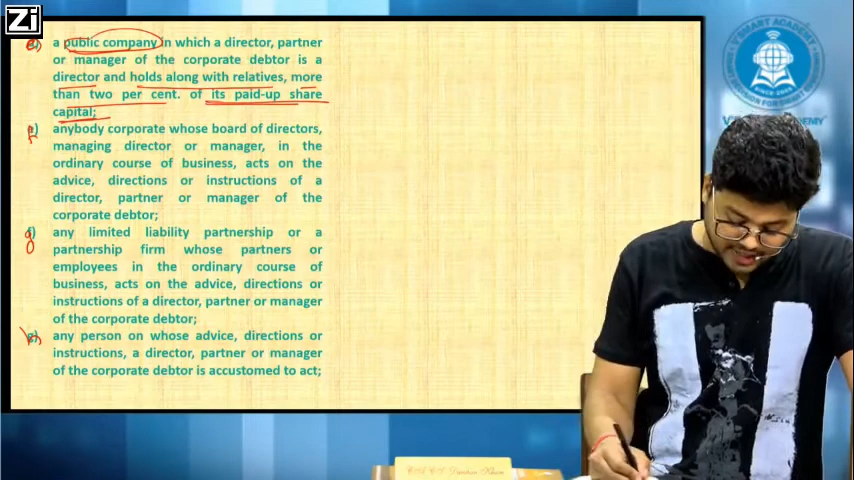 Zi
e) a public company in which a director, partner
or manager of the corporate debtor is a
director and holds along with relatives, more
than two per cent. of its paid-up share
capital;
f) anybody corporate whose board of directors,
managing director or manager, in the
ordinary course of business, acts on the
advice, directions or instructions of a
director, partner or manager of the
corporate debtor;
g) any limited liability partnership or a
partnership firm whose partners or
employees in the ordinary course of
business, acts on the advice, directions or
instructions of a director, partner or manager
of the corporate debtor;
h) any person on whose advice, directions or
instructions, a director, partner or manager
of the corporate debtor is accustomed to act;
SMART ACADEMY
SINCE 2004